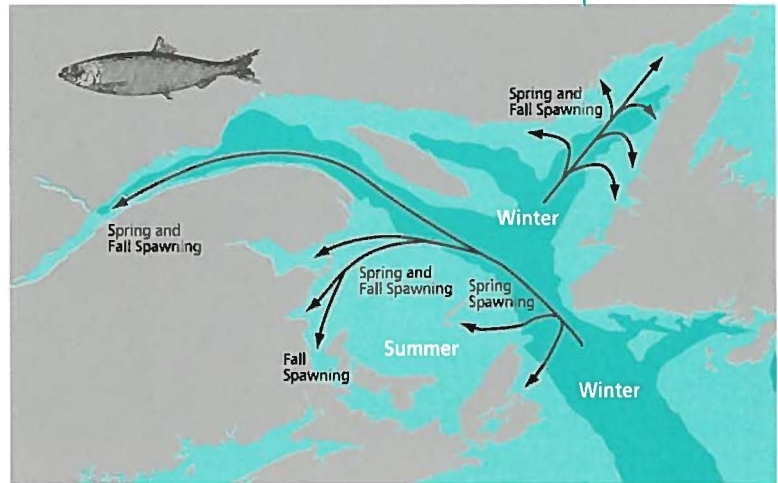 Spring and
Fall Spawning
Winter
Spring and
Fall Spawning
Spring and
Fall Spawning
Spring
Spawning
Summer
Fall
Spawning
Winter